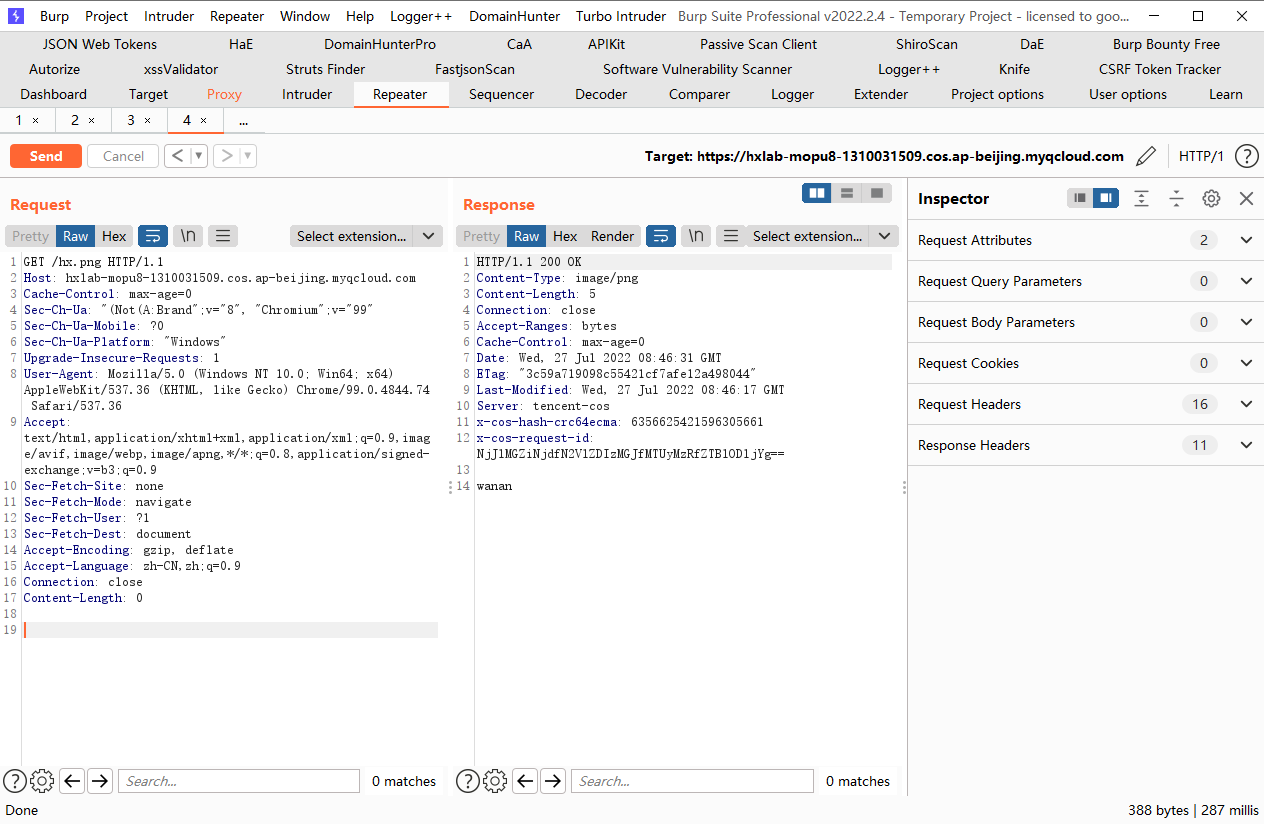 Burp Project Intruder Repeater Window Help Logger++ DomainHunter Turbo Intruder Burp Suite Professional v2022.2.4 - Temporary Project - licensed to goo...
JSON Web Tokens HaE DomainHunterPro CaA APIKit Passive Scan Client ShiroScan DaE Burp Bounty Free
Autorize xssValidator Struts Finder FastjsonScan Software Vulnerability Scanner Logger++ Knife CSRF Token Tracker
Dashboard Target Proxy Intruder Repeater Sequencer Decoder Comparer Logger Extender Project options User options Learn
1 × 2 × 3 × 4 × ...
Send Cancel < > Target: https://hxlab-mopu8-1310031509.cos.ap-beijing.myqcloud.com HTTP/1 ?
Request
Pretty Raw Hex \n Select extension...
1 GET /hx.png HTTP/1.1
2 Host: hxlab-mopu8-1310031509.cos.ap-beijing.myqcloud.com
3 Cache-Control: max-age=0
4 Sec-Ch-Ua: "(Not(A:Brand";v="8", "Chromium";v="99"
5 Sec-Ch-Ua-Mobile: ?0
6 Sec-Ch-Ua-Platform: "Windows"
7 Upgrade-Insecure-Requests: 1
8 User-Agent: Mozilla/5.0 (Windows NT 10.0; Win64; x64)
AppleWebKit/537.36 (KHTML, like Gecko) Chrome/99.0.4844.74
Safari/537.36
9 Accept:
text/html,application/xhtml+xml,application/xml;q=0.9,imag
e/avif,image/webp,image/apng,*/*;q=0.8,application/signed-
exchange;v=b3;q=0.9
10 Sec-Fetch-Site: none
11 Sec-Fetch-Mode: navigate
12 Sec-Fetch-User: ?1
13 Sec-Fetch-Dest: document
14 Accept-Encoding: gzip, deflate
15 Accept-Language: zh-CN,zh;q=0.9
16 Connection: close
17 Content-Length: 0
18
19
? Search... 0 matches
Response
Pretty Raw Hex Render \n Select extension...
1 HTTP/1.1 200 OK
2 Content-Type: image/png
3 Content-Length: 5
4 Connection: close
5 Accept-Ranges: bytes
6 Cache-Control: max-age=0
7 Date: Wed, 27 Jul 2022 08:46:31 GMT
8 ETag: "3c59a719098c55421cf7afe12a498044"
9 Last-Modified: Wed, 27 Jul 2022 08:46:17 GMT
10 Server: tencent-cos
11 x-cos-hash-crc64ecma: 6356625421596305661
12 x-cos-request-id:
NjJlMGZiNjdfN2VlZDIzMGJfMTUyMzRfZTBlODljYg==
13
14 wanan
? Search... 0 matches
Inspector
Request Attributes 2
Request Query Parameters 0
Request Body Parameters 0
Request Cookies 0
Request Headers 16
Response Headers 11
Done 388 bytes | 287 millis